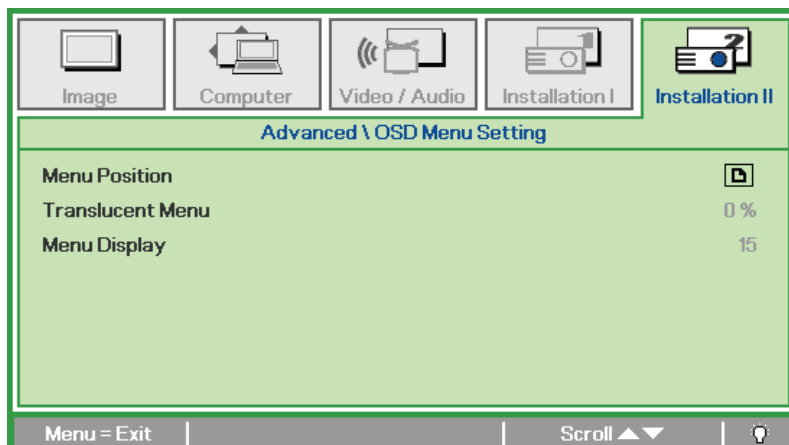 Image
Computer
Video / Audio
Installation I
Installation II
Advanced \ OSD Menu Setting
Menu Position
Translucent Menu
0 %
Menu Display
15
Menu = Exit
Scroll ▲▼